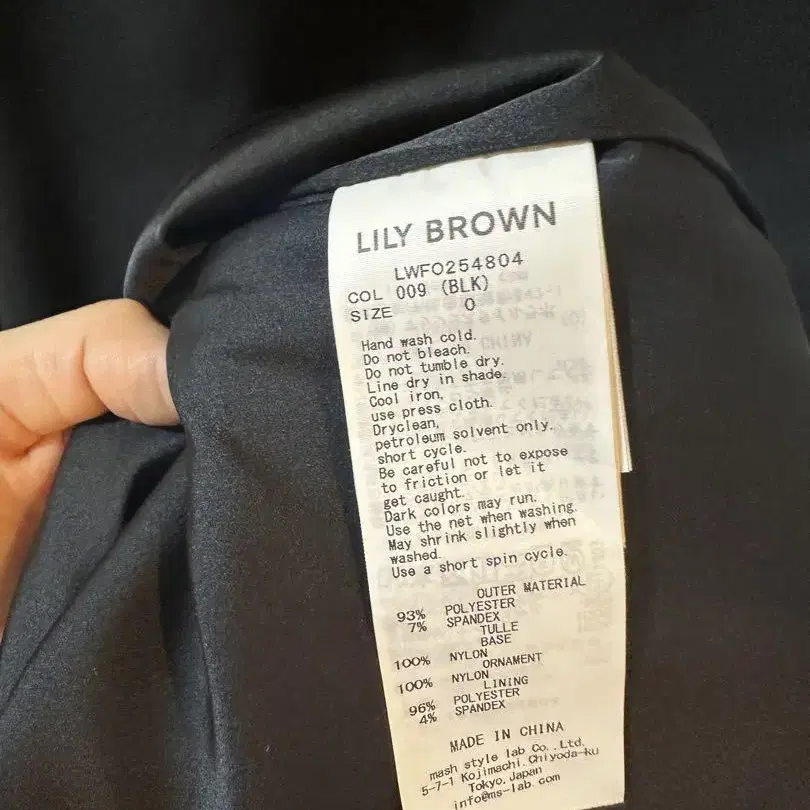 LILY BROWN
LWFO254804
COL 009 (BLK)
SIZE 0
Hand wash cold.
Do not bleach.
Do not tumble dry.
Line dry in shade.
Cool iron,
use press cloth.
Dryclean,
petroleum solvent only.
short cycle.
Be careful not to expose
to friction or let it
get caught.
Dark colors may run.
Use the net when washing.
May shrink slightly when
washed.
Use a short spin cycle.
OUTER MATERIAL
93% POLYESTER
7% SPANDEX
TULLE
BASE
100% NYLON
ORNAMENT
100% NYLON
LINING
96% POLYESTER
4% SPANDEX
MADE IN CHINA
mash style lab Co.,Ltd.
5-7-1 Kojimachi.Chiyoda-ku
Tokyo.Japan
info@ms-lab.com